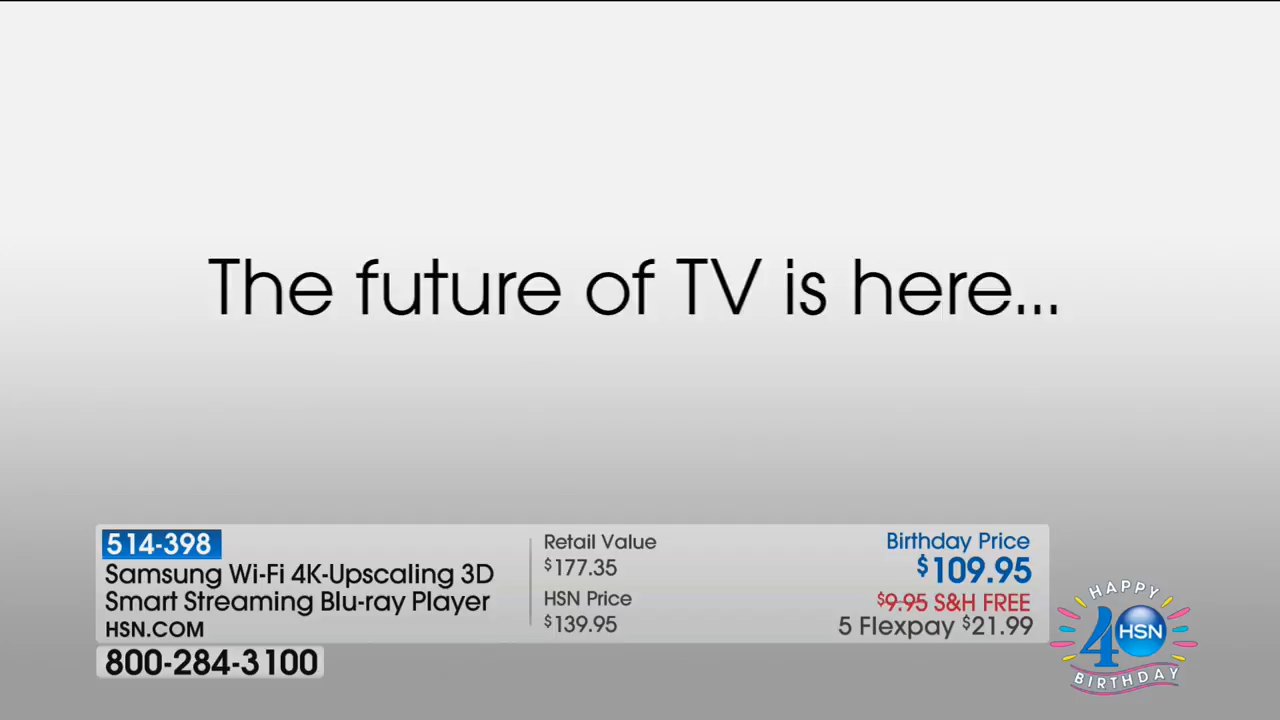 The future of TV is here...
514-398
Samsung Wi-Fi 4K-Upscaling 3D
Smart Streaming Blu-ray Player
HSN.COM
800-284-3100
Retail Value
$177.35
HSN Price
$139.95
Birthday Price
$109.95
$9.95 S&H FREE
5 Flexpay $21.99
HAPPY
40 HSN
BIRTHDAY